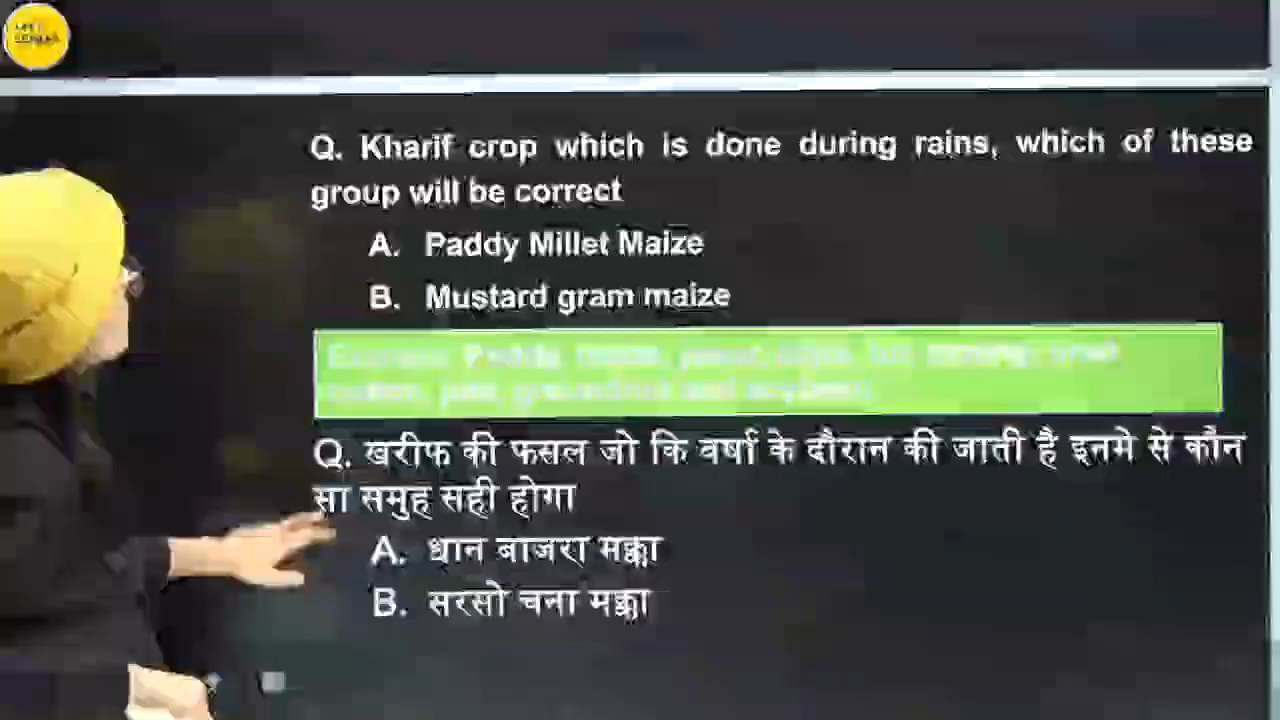 Q. Kharif crop which is done during rains, which of these
group will be correct
A. Paddy Millet Maize
B. Mustard gram maize
Q. खरीफ की फसल जो कि वर्षा के दौरान की जाती है इनमे से कौन
सा समुह सही होगा
A. धान बाजरा मक्का
B. सरसो चना मक्का